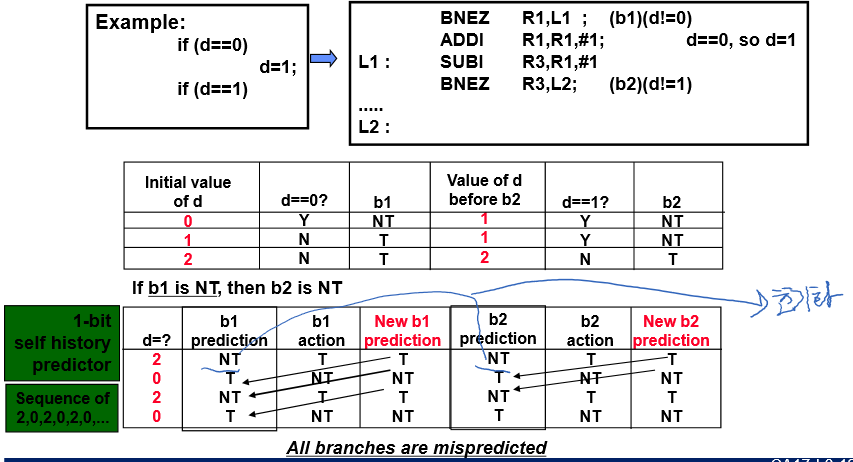 Example:
if (d==0)
d=1;
if (d==1)
BNEZ R1,L1 ; (b1)(d!=0)
ADDI R1,R1,#1; d==0, so d=1
L1 : SUBI R3,R1,#1
BNEZ R3,L2; (b2)(d!=1)
.....
L2 :
Initial value of d d==0? b1 Value of d before b2 d==1? b2
0 Y NT 1 Y NT
1 N T 1 Y NT
2 N T 2 N T
If b1 is NT, then b2 is NT
1-bit
self history
predictor
Sequence of
2,0,2,0,2,0,...
d=? b1 prediction b1 action New b1 prediction b2 prediction b2 action New b2 prediction
2 NT T T NT T T
0 T NT NT T NT NT
2 NT T T NT T T
0 T NT NT T NT NT
All branches are mispredicted